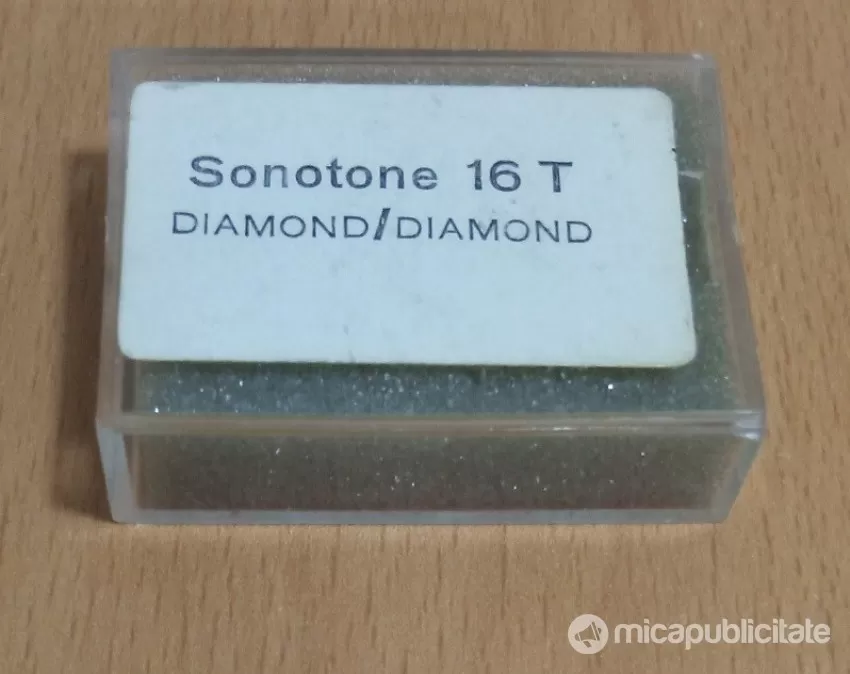 Sonotone 16 T
DIAMOND/DIAMOND
micapublicitate